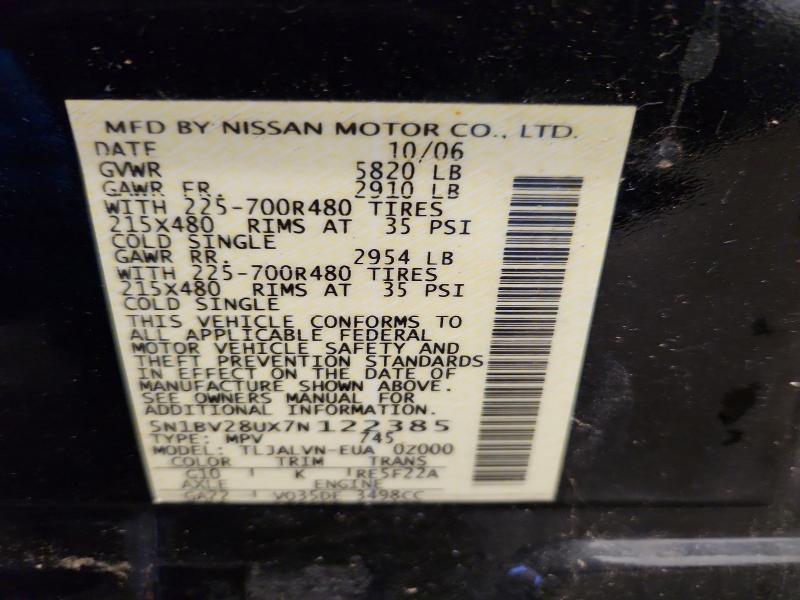 MFD BY NISSAN MOTOR CO., LTD.
DATE 10/06
GVWR 5820 LB
GAWR FR. 2910 LB
WITH 225-700R480 TIRES
215X480 RIMS AT 35 PSI
COLD SINGLE
GAWR RR. 2954 LB
WITH 225-700R480 TIRES
215X480 RIMS AT 35 PSI
COLD SINGLE
THIS VEHICLE CONFORMS TO
ALL APPLICABLE FEDERAL
MOTOR VEHICLE SAFETY AND
THEFT PREVENTION STANDARDS
IN EFFECT ON THE DATE OF
MANUFACTURE SHOWN ABOVE.
SEE OWNERS MANUAL FOR
ADDITIONAL INFORMATION
5N1BV28UX7N122385
TYPE: MPV 745
MODEL: TLJALVN-EUA 0Z000
COLOR TRIM TRANS
G10 K RE5F22A
AXLE ENGINE
GA22 VQ35DE 3498CC